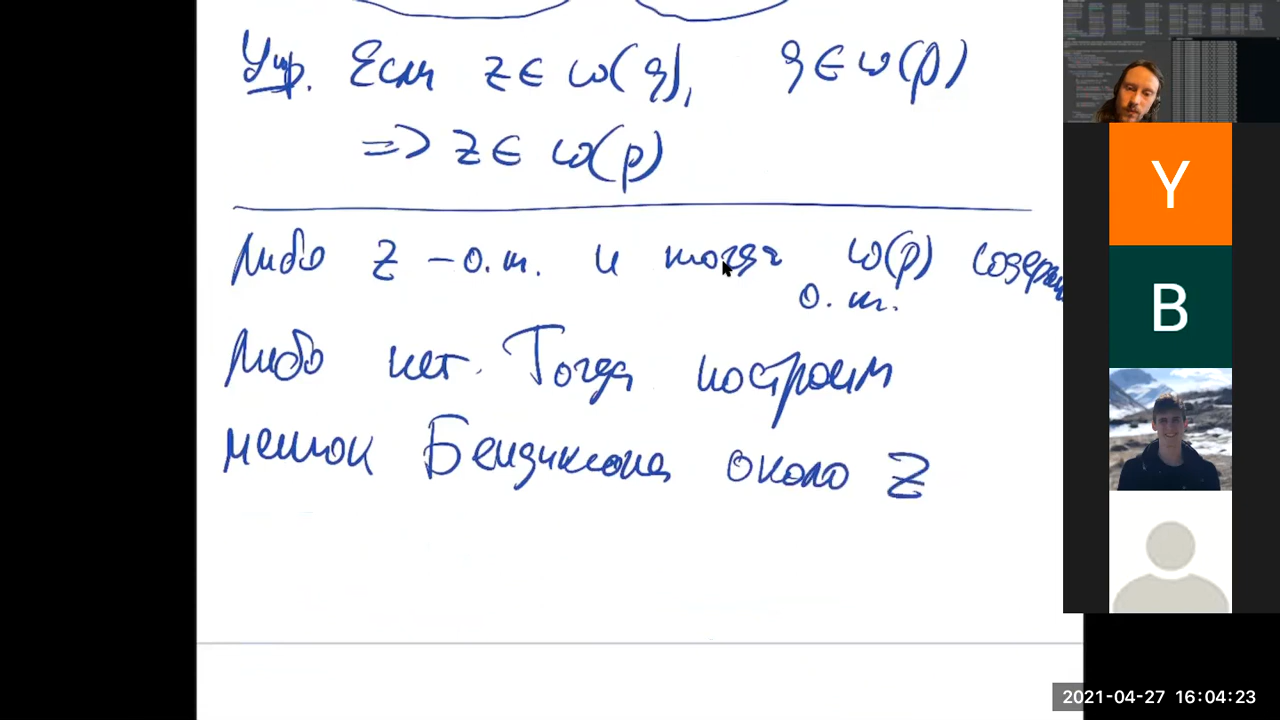 Упр. Если z ∈ ω(q), q ∈ ω(p)
=> z ∈ ω(p)
Либо z – о.т. и тогда ω(p) содерж
о.т.
Либо нет. Тогда построим
мешок Бендиксона около z
Y
B
2021-04-27 16:04:23